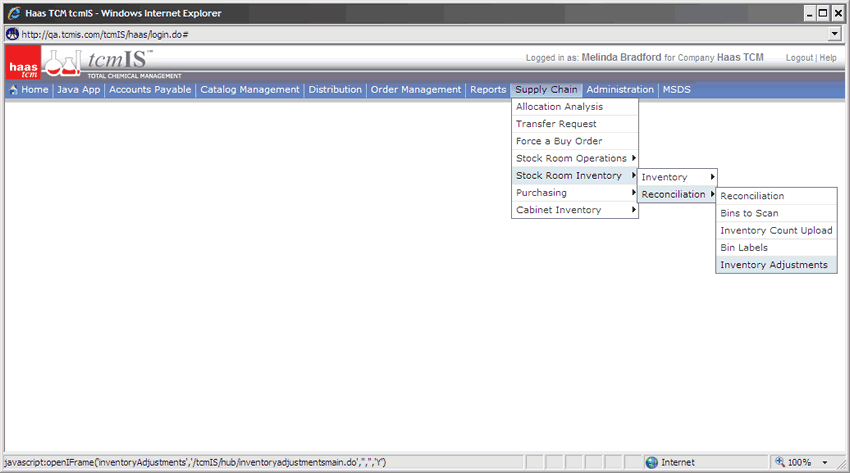 Haas TCM tcmIS - Windows Internet Explorer
http://qa.tcmis.com/tcmIS/haas/login.do#
haas
tcm
tcmIS™
TOTAL CHEMICAL MANAGEMENT
Logged in as: Melinda Bradford for Company Haas TCM
Logout | Help
Home | Java App | Accounts Payable | Catalog Management | Distribution | Order Management | Reports | Supply Chain | Administration | MSDS
Allocation Analysis
Transfer Request
Force a Buy Order
Stock Room Operations
Stock Room Inventory
Purchasing
Cabinet Inventory
Inventory
Reconciliation
Reconciliation
Bins to Scan
Inventory Count Upload
Bin Labels
Inventory Adjustments
javascript:openIFrame('inventoryAdjustments','/tcmIS/hub/inventoryadjustmentsmain.do','','','Y')
Internet
100%